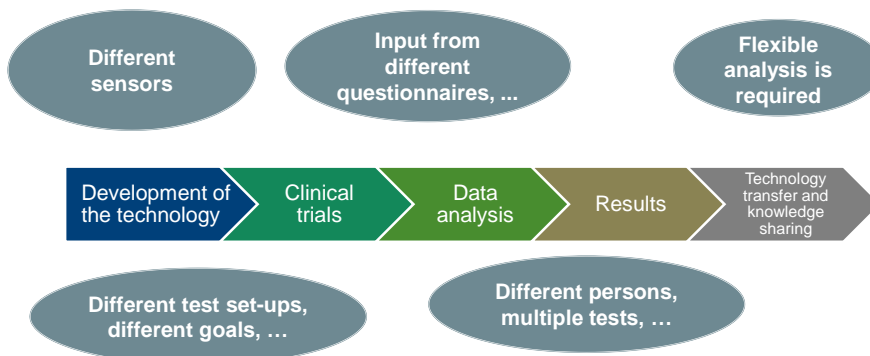 Different
sensors
Input from
different
questionnaires, ...
Flexible
analysis is
required
Development of
the technology
Clinical
trials
Data
analysis
Results
Technology
transfer and
knowledge
sharing
Different test set-ups,
different goals, …
Different persons,
multiple tests, …